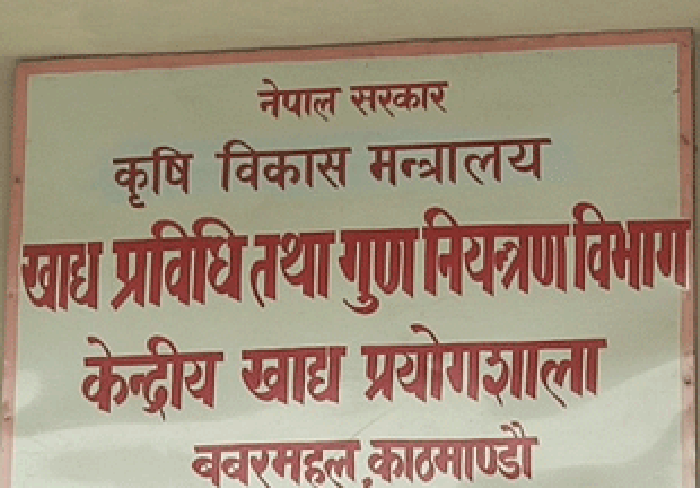 नेपाल सरकार
कृषि विकास मन्त्रालय
खाद्य प्रविधि तथा गुण नियन्त्रण विभाग
केन्द्रीय खाद्य प्रयोगशाला
बबरमहल, काठमाण्डौ